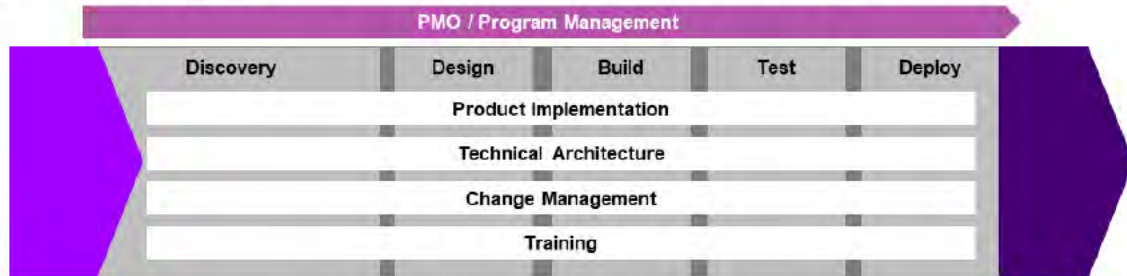 PMO / Program Management
Discovery Design Build Test Deploy
Product Implementation
Technical Architecture
Change Management
Training